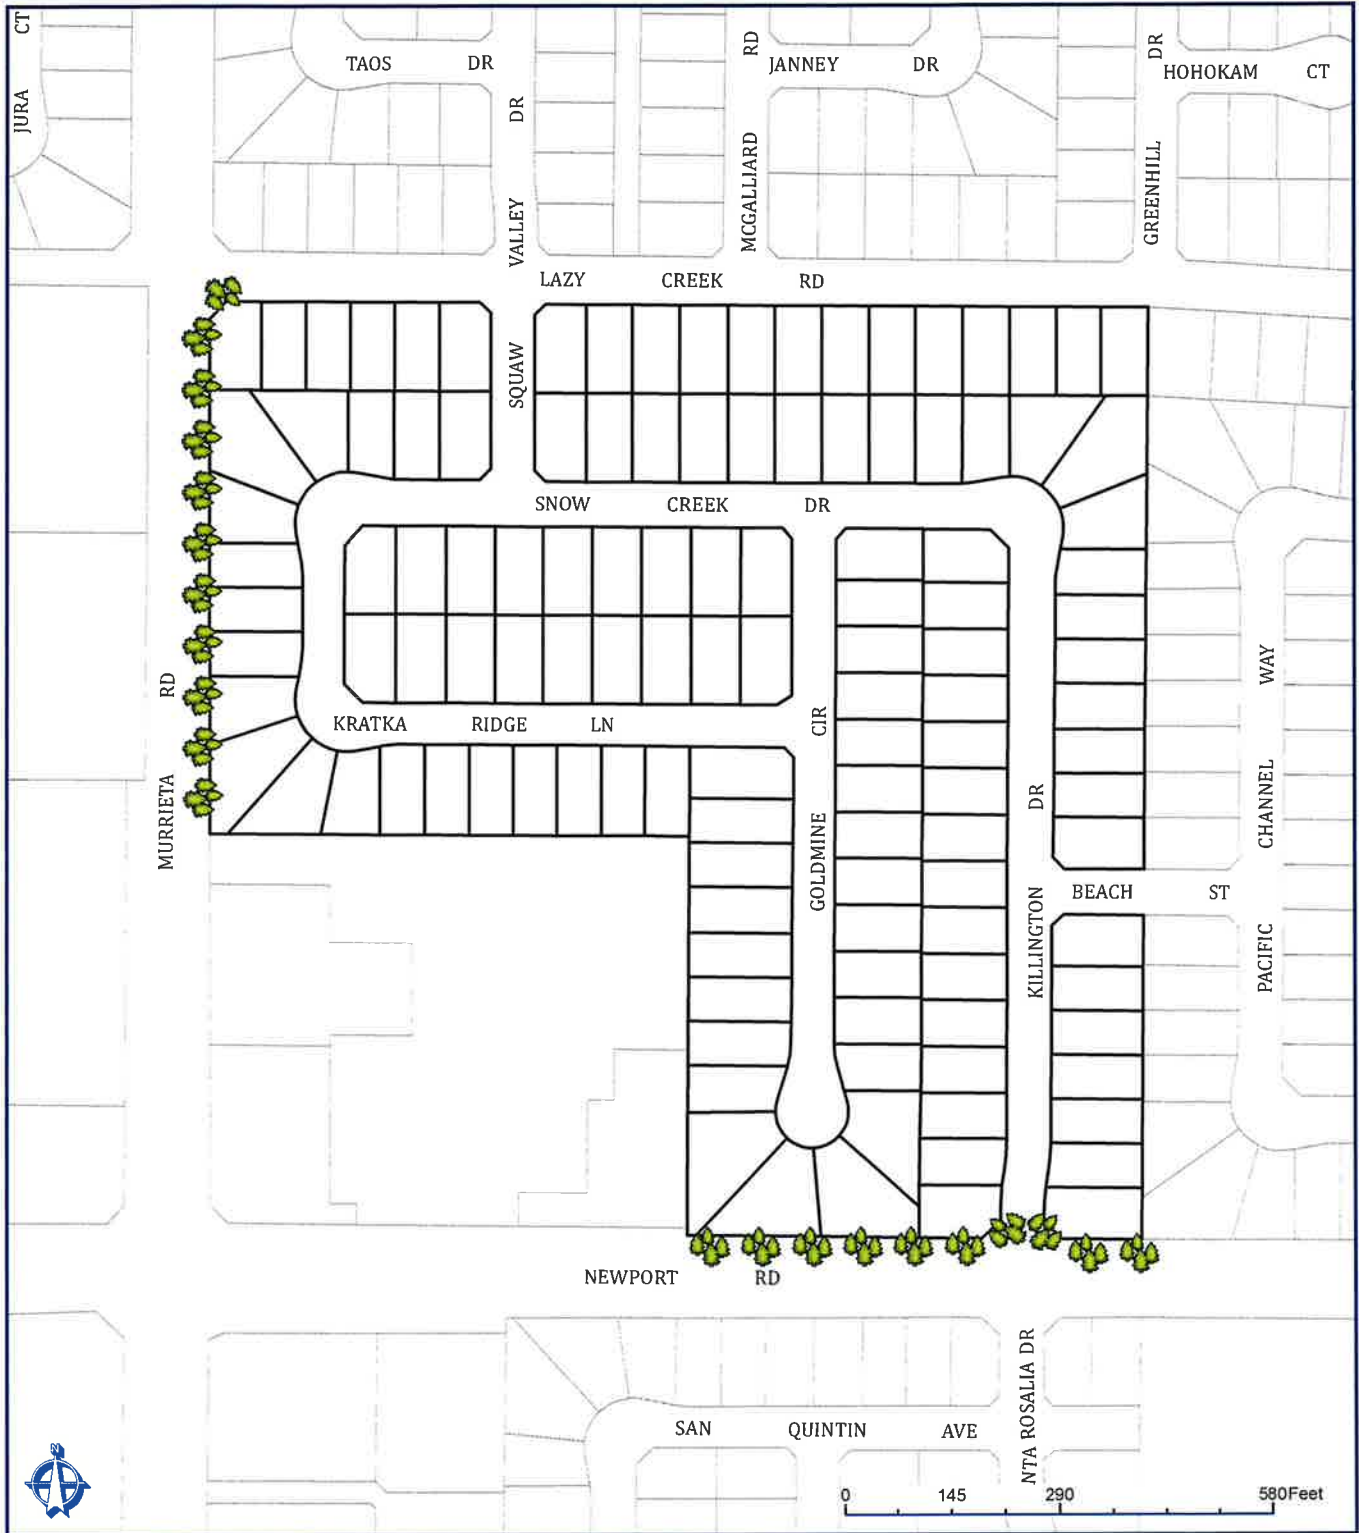 CT
JURA
TAOS DR
DR
VALLEY
SQUAW
RD
MCGALLIARD
JANNEY DR
DR
GREENHILL
HOHOKAM CT
LAZY CREEK RD
SNOW CREEK DR
KRATKA RIDGE LN
RD
MURRIETA
CIR
GOLDMINE
DR
KILLINGTON
WAY
CHANNEL
PACIFIC
BEACH ST
NEWPORT RD
NTA ROSALIA DR
SAN QUINTIN AVE
N
0 145 290 580Feet